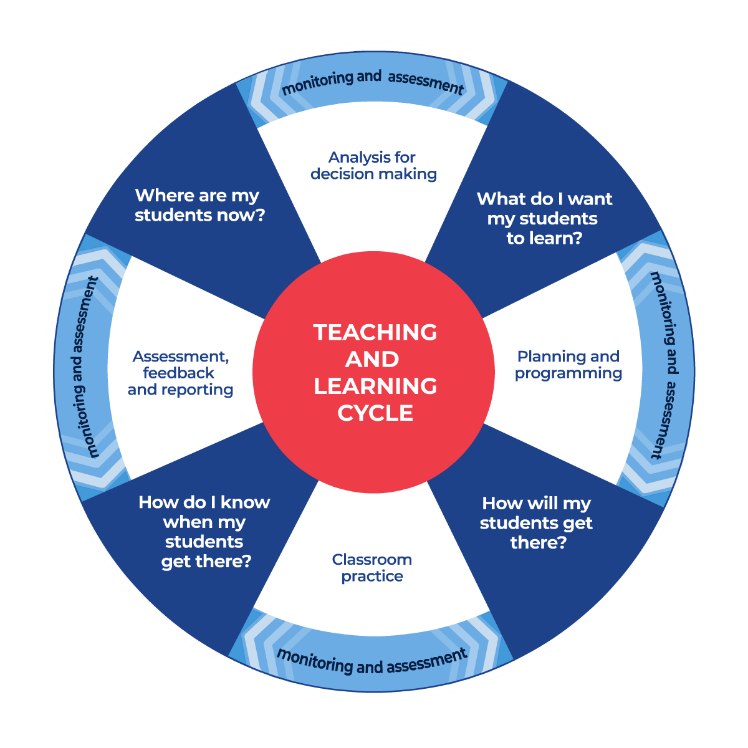 monitoring and assessment
Analysis for
decision making
What do I want
my students
to learn?
monitoring and assessment
Planning and
programming
How will my
students get
there?
monitoring and assessment
Classroom
practice
How do I know
when my
students
get there?
monitoring and assessment
Assessment,
feedback
and reporting
Where are my
students now?
TEACHING
AND
LEARNING
CYCLE